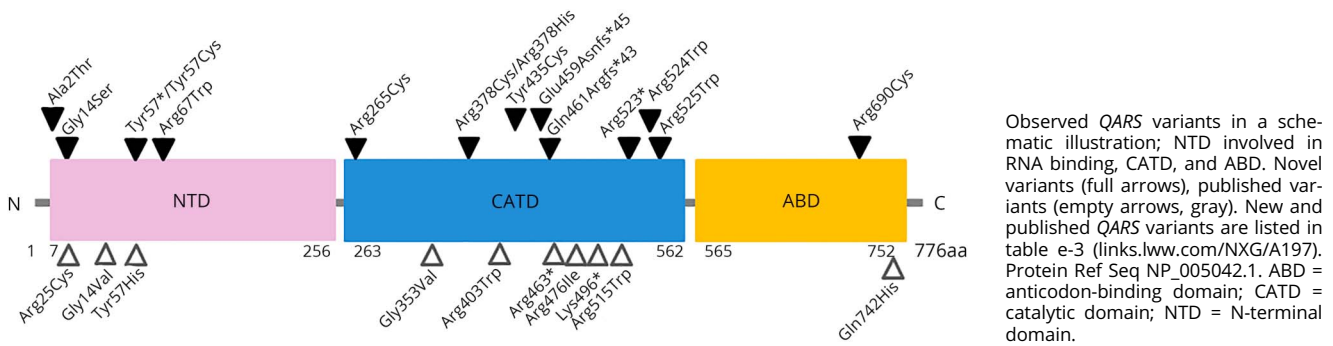 Ala2Thr
Gly14Ser
Tyr57*/Tyr57Cys
Arg67Trp
Arg265Cys
Arg378Cys/Arg378His
Tyr435Cys
Glu459Asnfs*45
Gln461Argfs*43
Arg523*
Arg524Trp
Arg525Trp
Arg690Cys
N
NTD
CATD
ABD
C
1
7
256
263
562
565
752
776aa
Arg25Cys
Gly14Val
Tyr57His
Gly353Val
Arg403Trp
Arg463*
Arg476Ile
Lys496*
Arg515Trp
Gln742His
Observed QARS variants in a sche-
matic illustration; NTD involved in
RNA binding, CATD, and ABD. Novel
variants (full arrows), published var-
iants (empty arrows, gray). New and
published QARS variants are listed in
table e-3 (links.lww.com/NXG/A197).
Protein Ref Seq NP_005042.1. ABD =
anticodon-binding domain; CATD =
catalytic domain; NTD = N-terminal
domain.